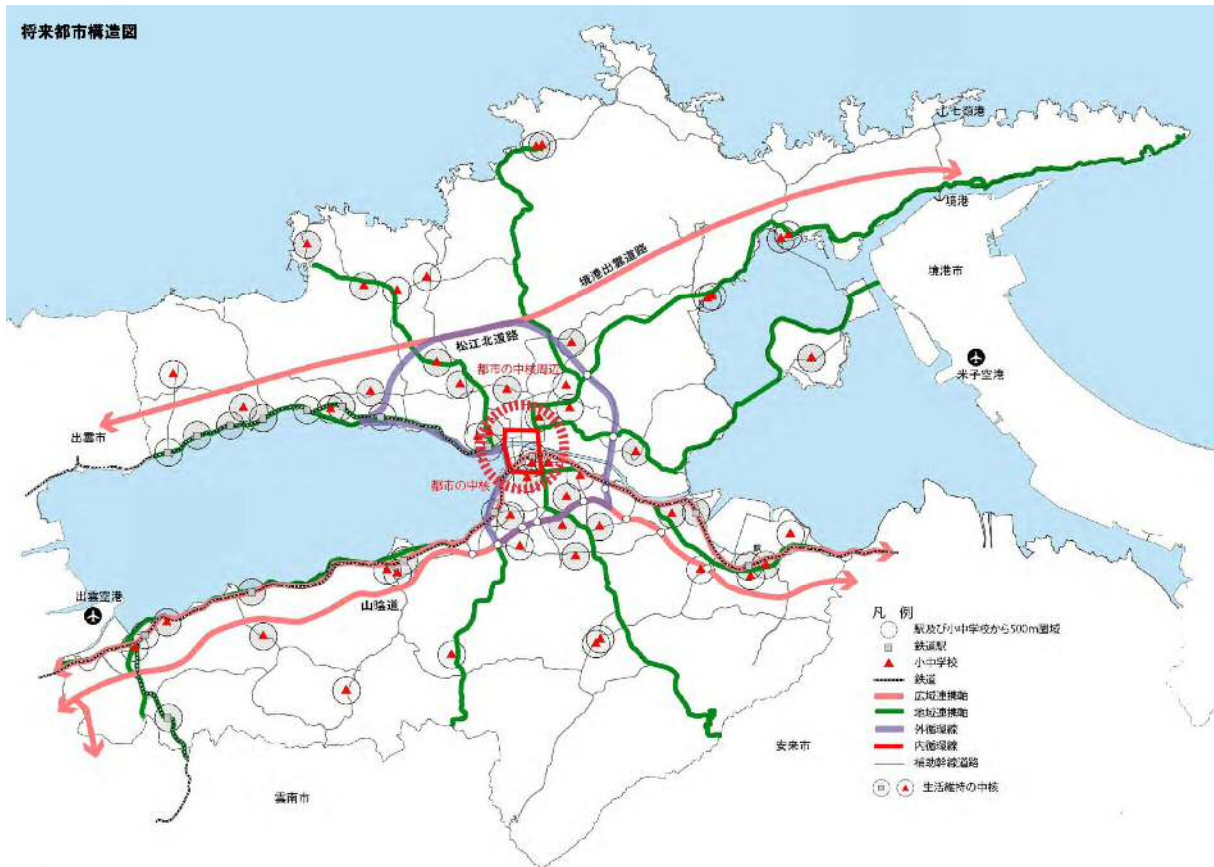 将来都市構造図
七類港
境港
境港出雲道路
境港市
松江北道路
都市の中核周辺
米子空港
出雲市
都市の中核
出雲空港
山陰道
凡 例
駅及び小中学校から500m圏域
鉄道駅
小中学校
鉄道
広域連携軸
地域連携軸
外循環線
内循環線
補助幹線道路
生活維持の中核
安来市
雲南市